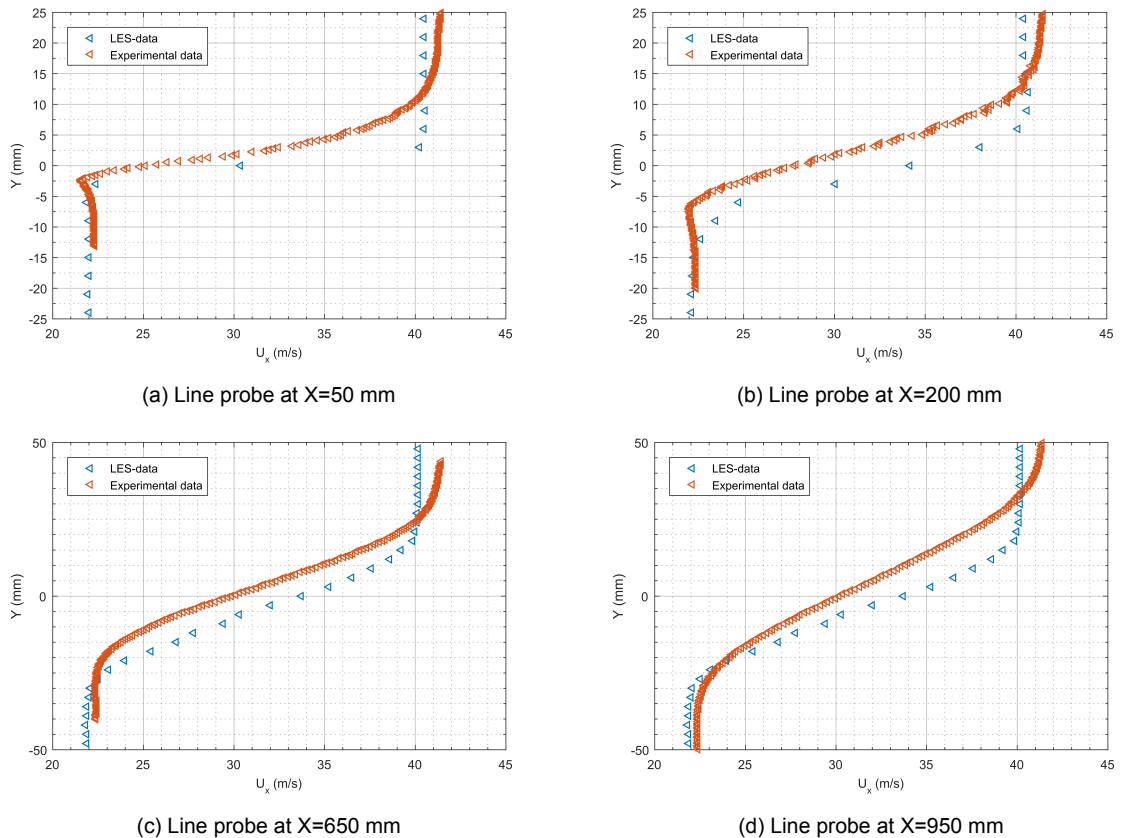 25
20
15
10
5
0
-5
-10
-15
-20
-25
Y (mm)
LES-data
Experimental data
20 25 30 35 40 45
U_x (m/s)
(a) Line probe at X=50 mm
25
20
15
10
5
0
-5
-10
-15
-20
-25
Y (mm)
LES-data
Experimental data
20 25 30 35 40 45
U_x (m/s)
(b) Line probe at X=200 mm
50
0
-50
Y (mm)
LES-data
Experimental data
20 25 30 35 40 45
U_x (m/s)
(c) Line probe at X=650 mm
50
0
-50
Y (mm)
LES-data
Experimental data
20 25 30 35 40 45
U_x (m/s)
(d) Line probe at X=950 mm